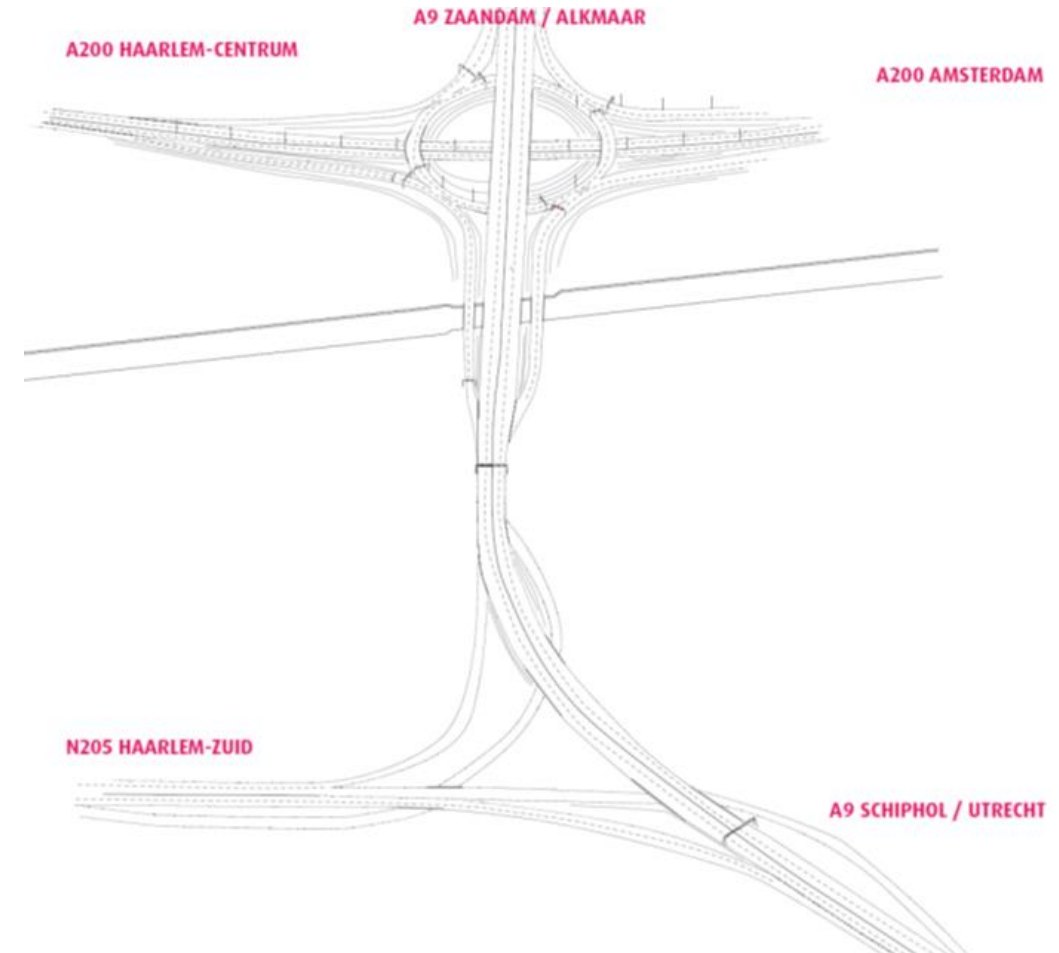 A9 ZAANDAM / ALKMAAR
A200 HAARLEM-CENTRUM
A200 AMSTERDAM
N205 HAARLEM-ZUID
A9 SCHIPHOL / UTRECHT